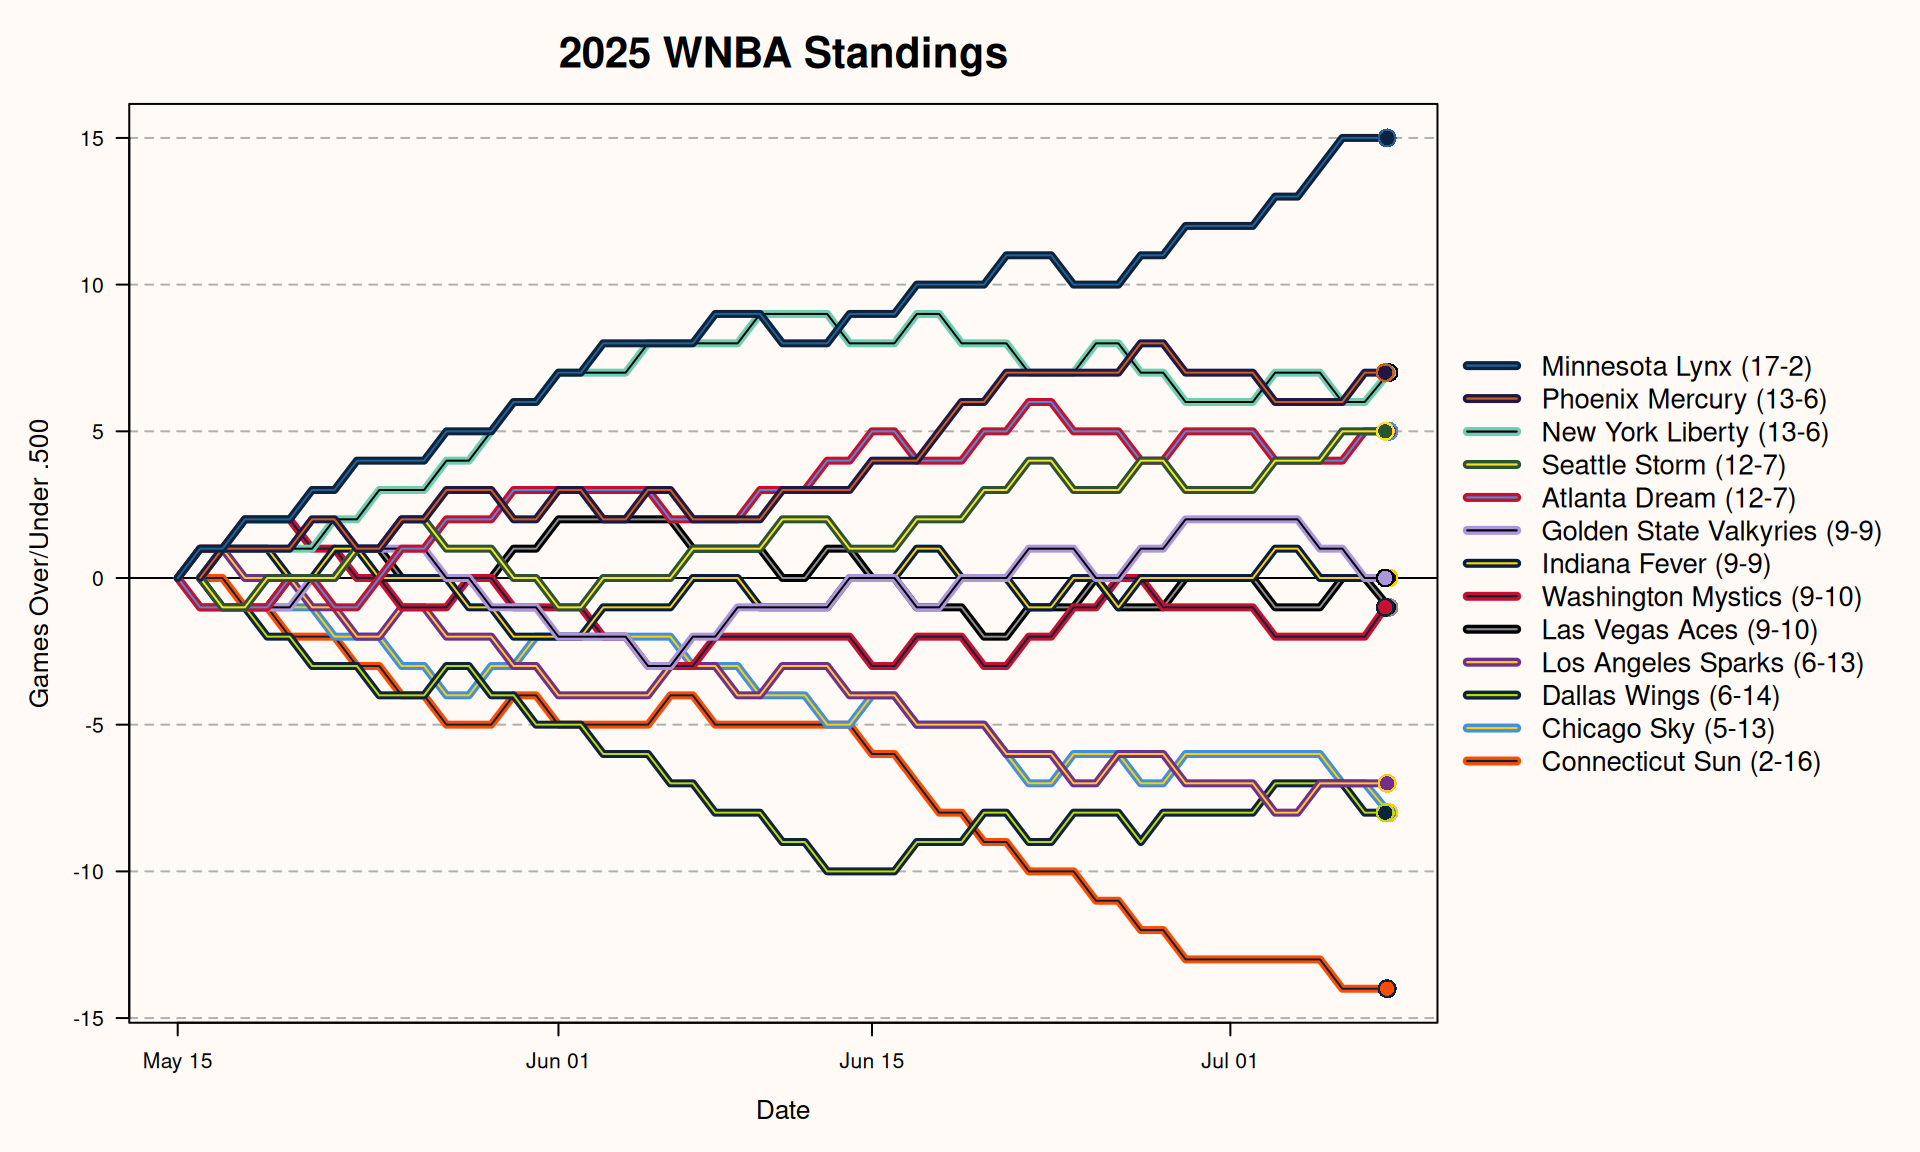 2025 WNBA Standings
Games Over/Under .500
15
10
5
0
-5
-10
-15
May 15
Jun 01
Jun 15
Jul 01
Date
Minnesota Lynx (17-2)
Phoenix Mercury (13-6)
New York Liberty (13-6)
Seattle Storm (12-7)
Atlanta Dream (12-7)
Golden State Valkyries (9-9)
Indiana Fever (9-9)
Washington Mystics (9-10)
Las Vegas Aces (9-10)
Los Angeles Sparks (6-13)
Dallas Wings (6-14)
Chicago Sky (5-13)
Connecticut Sun (2-16)